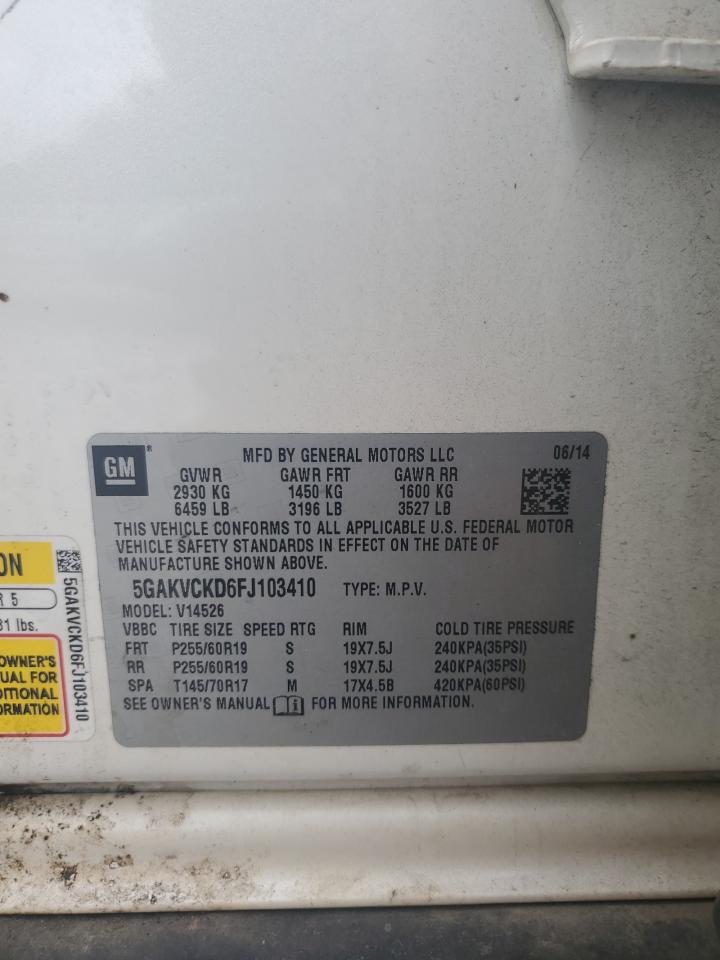 GM ®
MFD BY GENERAL MOTORS LLC 06/14
GVWR GAWR FRT GAWR RR
2930 KG 1450 KG 1600 KG
6459 LB 3196 LB 3527 LB
THIS VEHICLE CONFORMS TO ALL APPLICABLE U.S. FEDERAL MOTOR
VEHICLE SAFETY STANDARDS IN EFFECT ON THE DATE OF
MANUFACTURE SHOWN ABOVE.
5GAKVCKD6FJ103410 TYPE: M.P.V.
MODEL: V14526
VBBC TIRE SIZE SPEED RTG RIM COLD TIRE PRESSURE
FRT P255/60R19 S 19X7.5J 240KPA(35PSI)
RR P255/60R19 S 19X7.5J 240KPA(35PSI)
SPA T145/70R17 M 17X4.5B 420KPA(60PSI)
SEE OWNER'S MANUAL i FOR MORE INFORMATION.
ON
R 5
31 lbs.
OWNER'S
UAL FOR
DITIONAL
ORMATION
5GAKVCKD6FJ103410